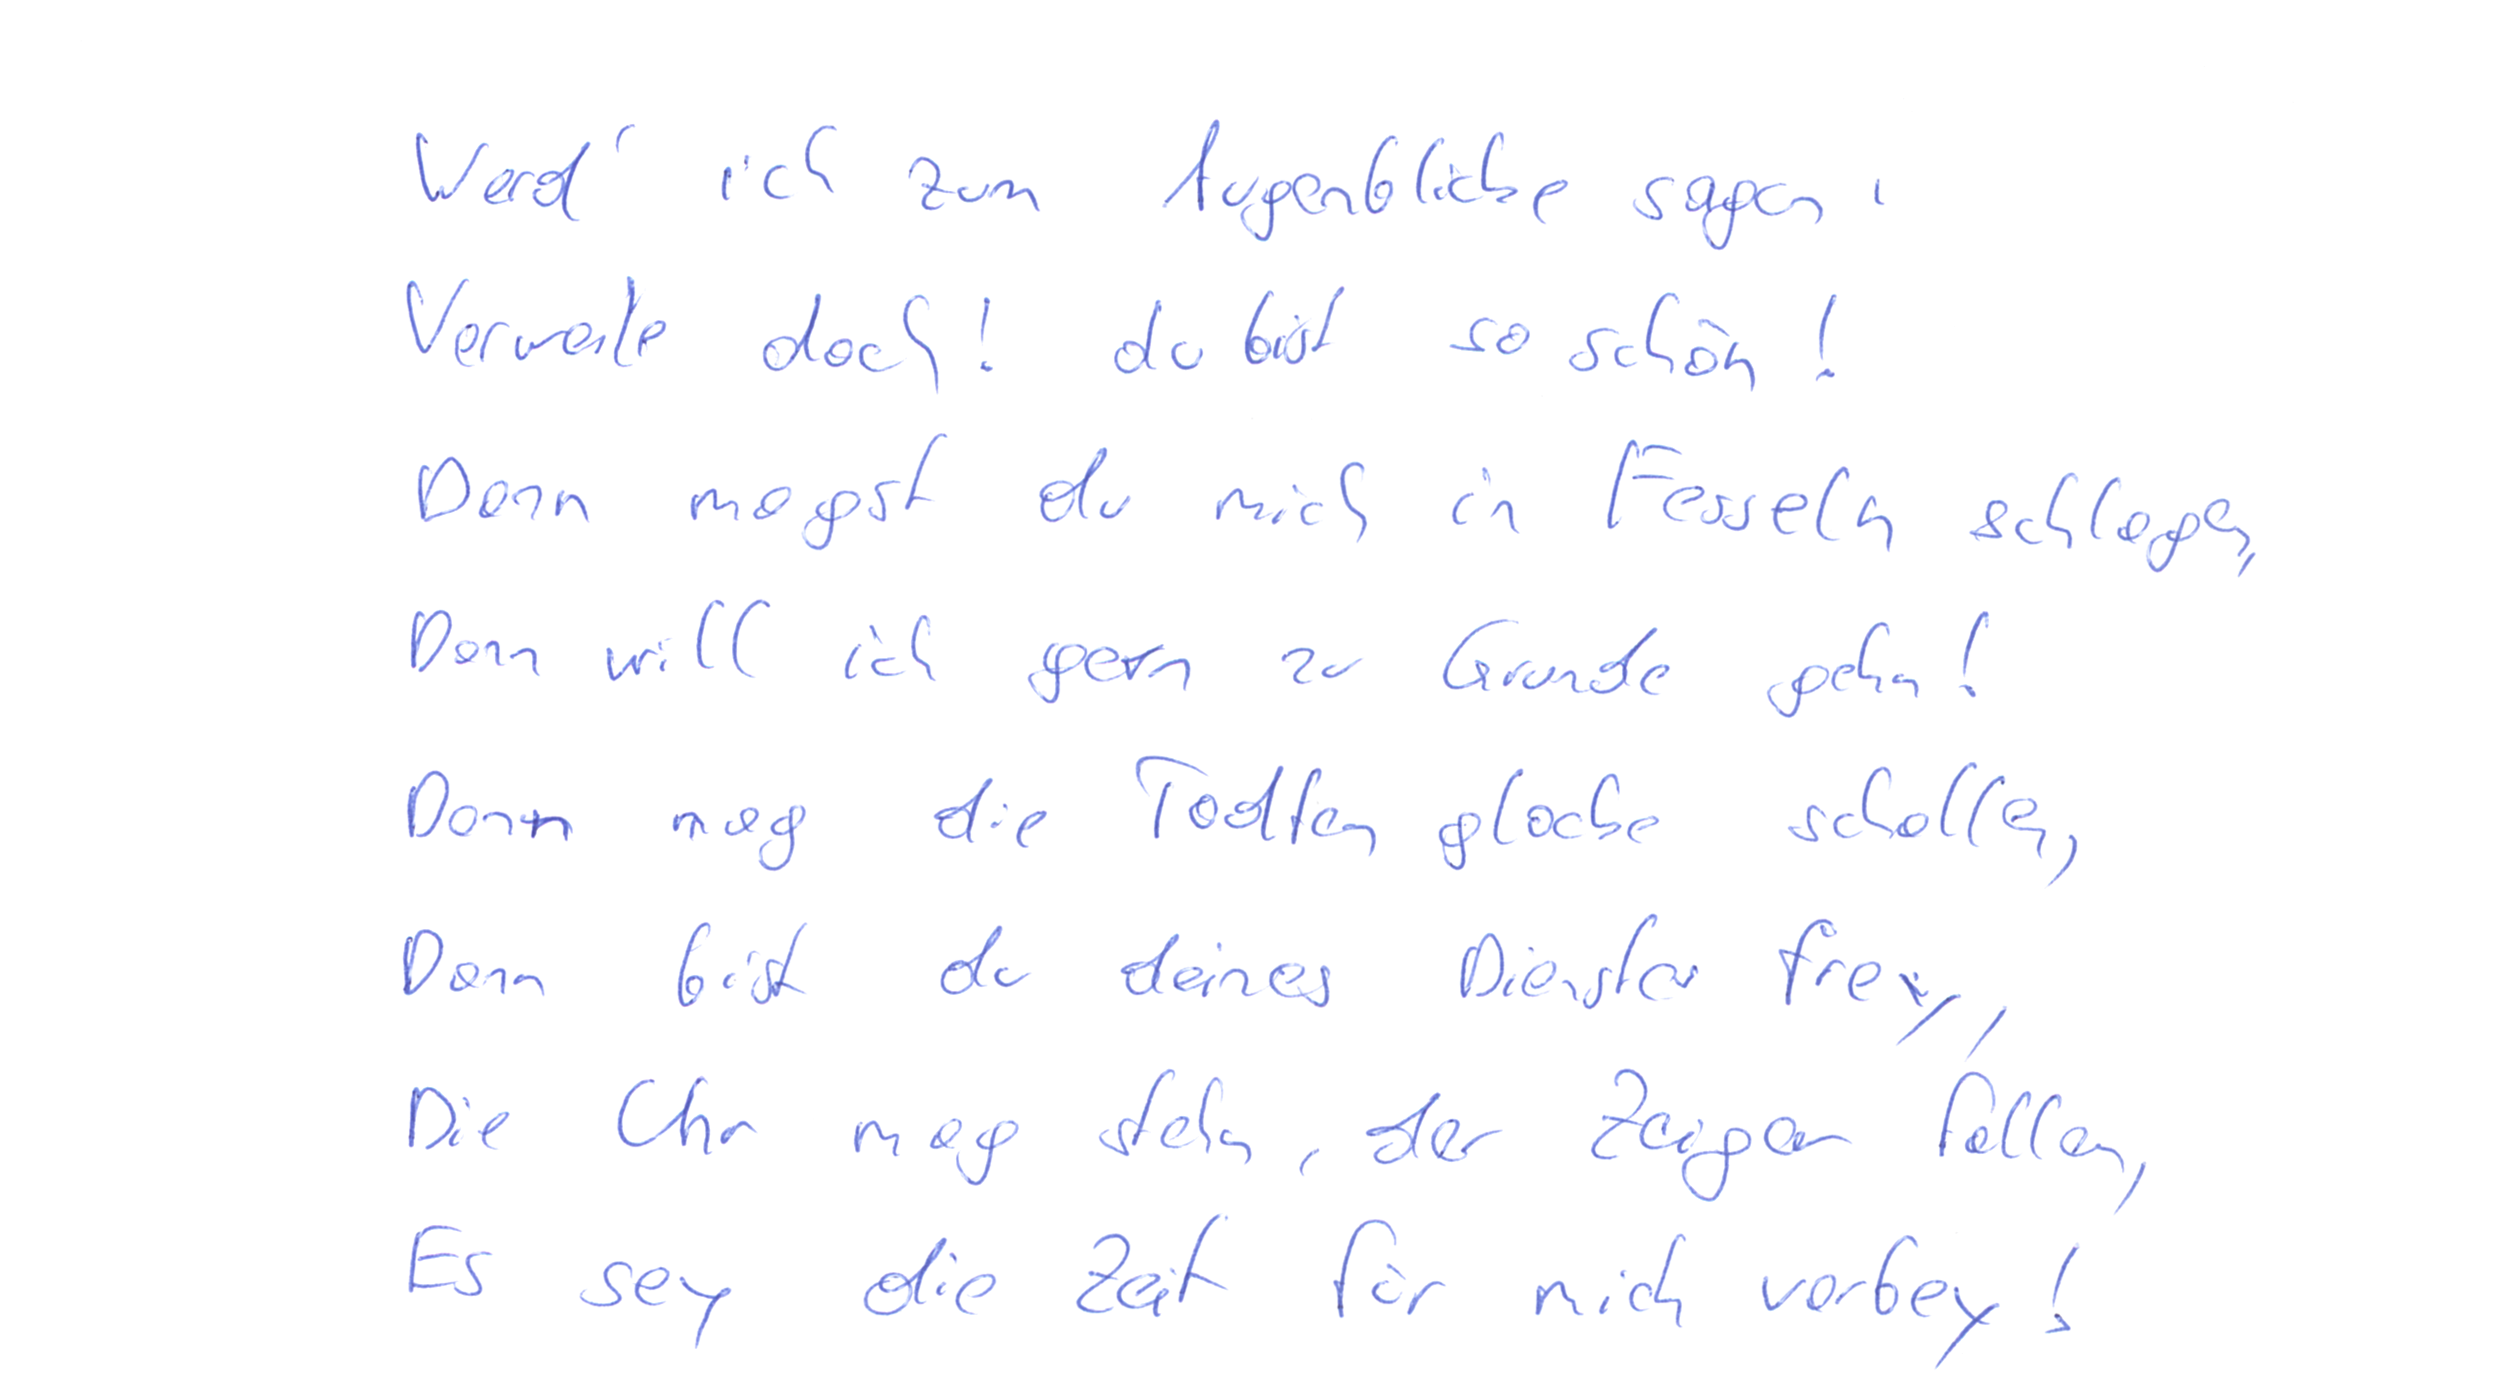 Werd' ich zum Augenblicke sagen:
Verweile doch! du bist so schön!
Dann magst du mich in Fesseln schlagen,
Dann will ich gern zu Grunde gehn!
Dann mag die Todtenglocke schallen,
Dann bist du deines Dienstes frey,
Die Uhr mag stehn, der Zeiger fallen,
Es sey die Zeit für mich vorbey!